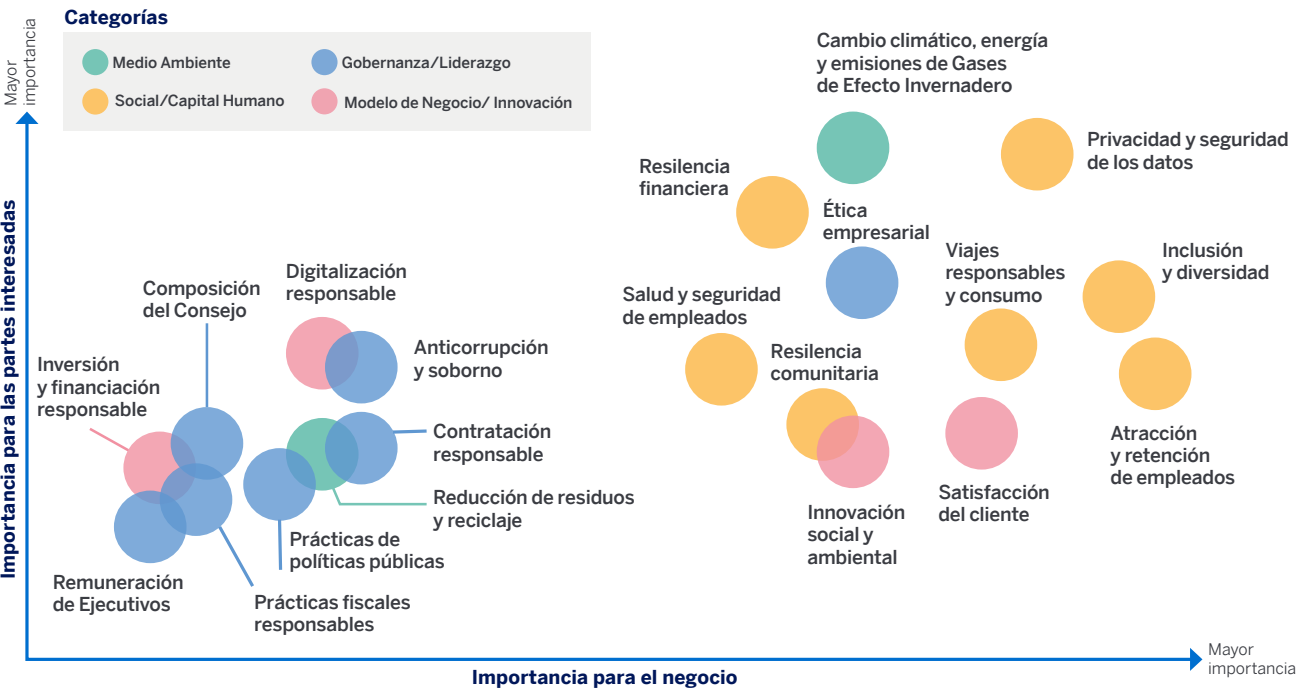 Categorías
Medio Ambiente
Gobernanza/Liderazgo
Social/Capital Humano
Modelo de Negocio/ Innovación
Mayor
importancia
Importancia para las partes interesadas
Cambio climático, energía
y emisiones de Gases
de Efecto Invernadero
Privacidad y seguridad
de los datos
Resilencia
financiera
Ética
empresarial
Viajes
responsables
y consumo
Inclusión
y diversidad
Salud y seguridad
de empleados
Resilencia
comunitaria
Atracción
y retención
de empleados
Satisfacción
del cliente
Innovación
social y
ambiental
Digitalización
responsable
Composición
del Consejo
Anticorrupción
y soborno
Inversión
y financiación
responsable
Contratación
responsable
Reducción de residuos
y reciclaje
Prácticas de
políticas públicas
Remuneración
de Ejecutivos
Prácticas fiscales
responsables
Importancia para el negocio
Mayor
importancia